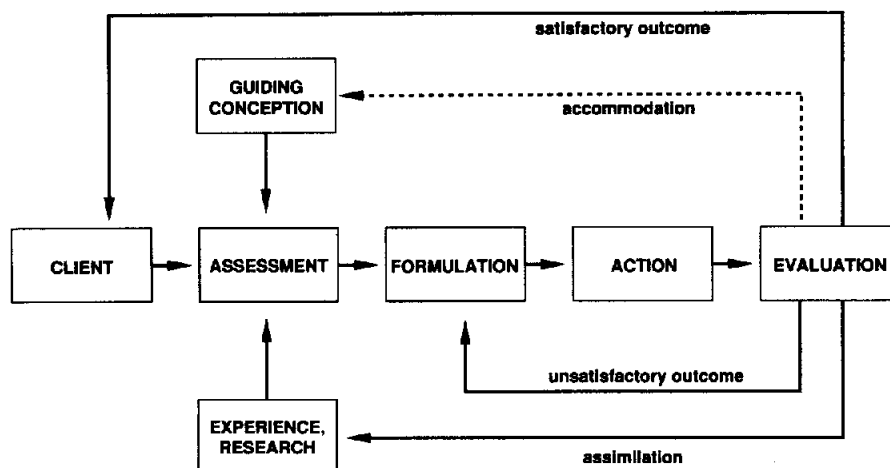 satisfactory outcome
GUIDING
CONCEPTION
accommodation
CLIENT
ASSESSMENT
FORMULATION
ACTION
EVALUATION
unsatisfactory outcome
EXPERIENCE,
RESEARCH
assimilation